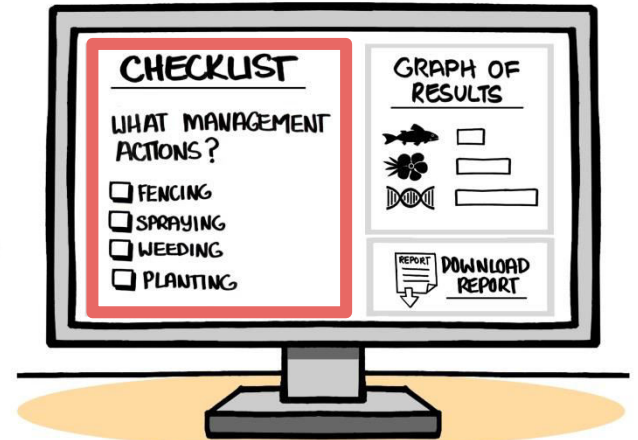 CHECKLIST
WHAT MANAGEMENT
ACTIONS?
FENCING
SPRAYING
WEEDING
PLANTING
GRAPH OF
RESULTS
REPORT
DOWNLOAD
REPORT